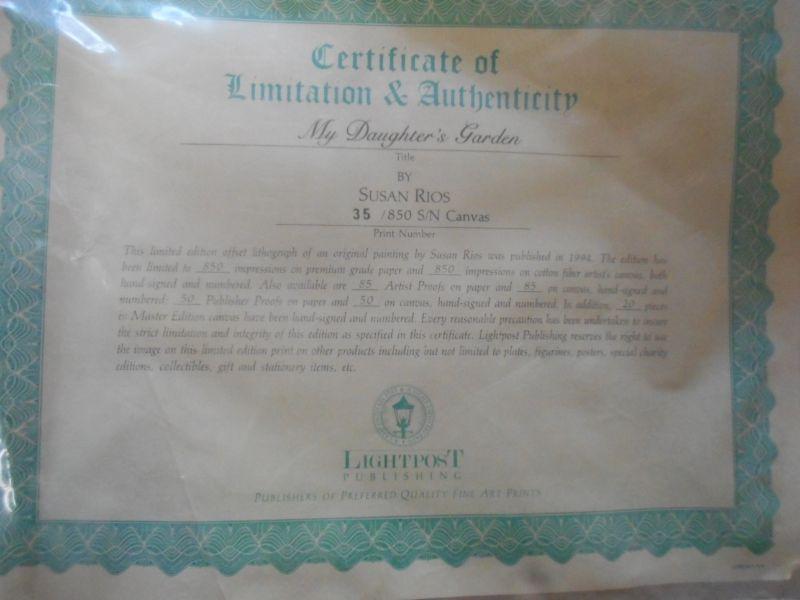 Certificate of
Limitation & Authenticity
My Daughter's Garden
Title
BY
SUSAN RIOS
35 /850 S/N Canvas
Print Number
This limited edition offset lithograph of an original painting by Susan Rios was published in 1994. The edition has
been limited to 850 impressions on premium grade paper and 850 impressions on cotton fiber artist's canvas, both
hand-signed and numbered. Also available are 85 Artist Proofs on paper and 85 on canvas, hand-signed and
numbered; 50 Publisher Proofs on paper and 50 on canvas, hand-signed and numbered. In addition, 20 pieces
in Master Edition canvas have been hand-signed and numbered. Every reasonable precaution has been undertaken to insure
the strict limitation and integrity of this edition as specified in this certificate. Lightpost Publishing reserves the right to use
the image on this limited edition print on other products including but not limited to plates, figurines, posters, special charity
editions, collectibles, gift and stationery items, etc.
LIGHTPOST
PUBLISHING
PUBLISHERS OF PREFERRED QUALITY FINE ART PRINTS